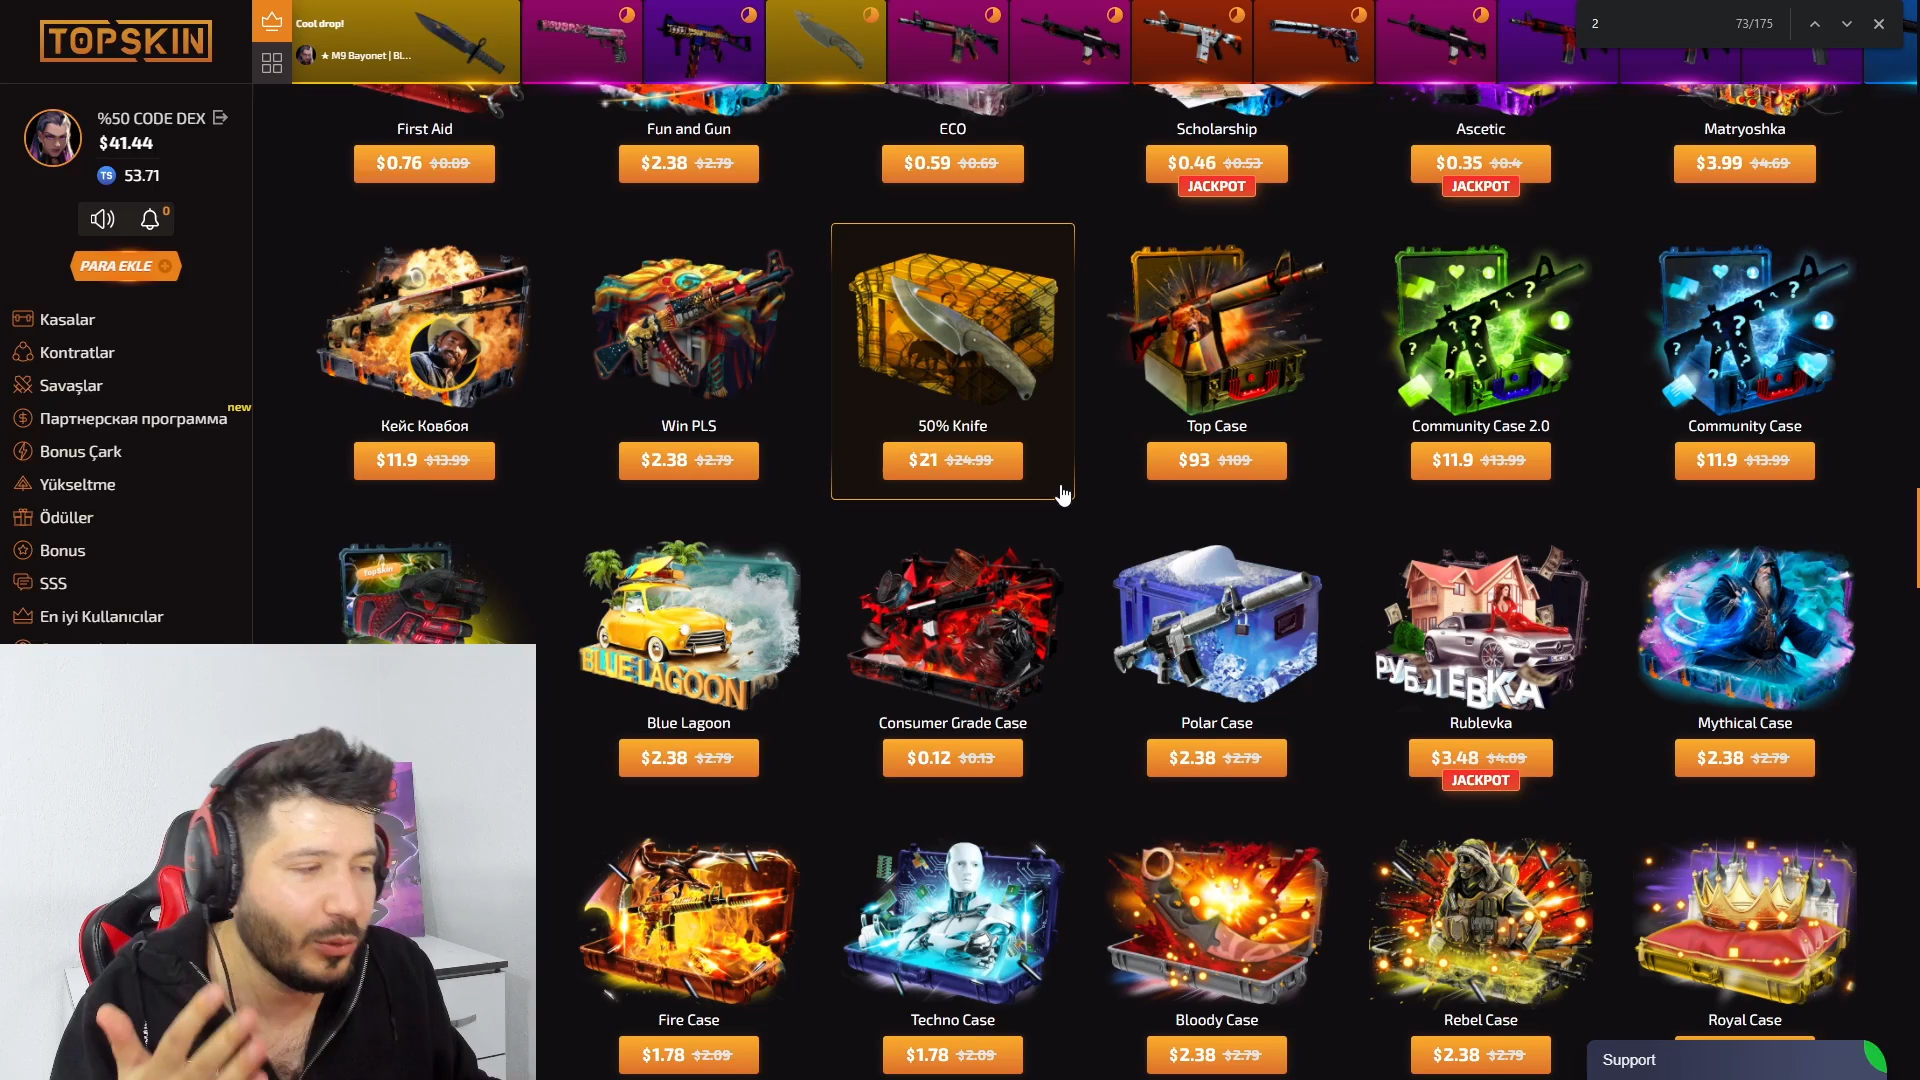 TOPSKIN
Cool drop!
★ M9 Bayonet | Bl...
2
73/175
%50 CODE DEX
$41.44
TS 53.71
0
PARA EKLE
Kasalar
Kontratlar
Savaşlar
Партнерская программа new
Bonus Çark
Yükseltme
Ödüller
Bonus
SSS
En iyi Kullanıcılar
First Aid
$0.76 $0.89
Fun and Gun
$2.38 $2.79
ECO
$0.59 $0.69
Scholarship
$0.46 $0.53
JACKPOT
Ascetic
$0.35 $0.4
JACKPOT
Matryoshka
$3.99 $4.69
Кейс Ковбоя
$11.9 $13.99
Win PLS
$2.38 $2.79
50% Knife
$21 $24.99
Top Case
$93 $109
Community Case 2.0
$11.9 $13.99
Community Case
$11.9 $13.99
TopSkin
BLUE LAGOON
Blue Lagoon
$2.38 $2.79
Consumer Grade Case
$0.12 $0.13
Polar Case
$2.38 $2.79
РУБЛЕВКА
Rublevka
$3.48 $4.09
JACKPOT
Mythical Case
$2.38 $2.79
Fire Case
$1.78 $2.09
Techno Case
$1.78 $2.09
Bloody Case
$2.38 $2.79
Rebel Case
$2.38 $2.79
Royal Case
Support